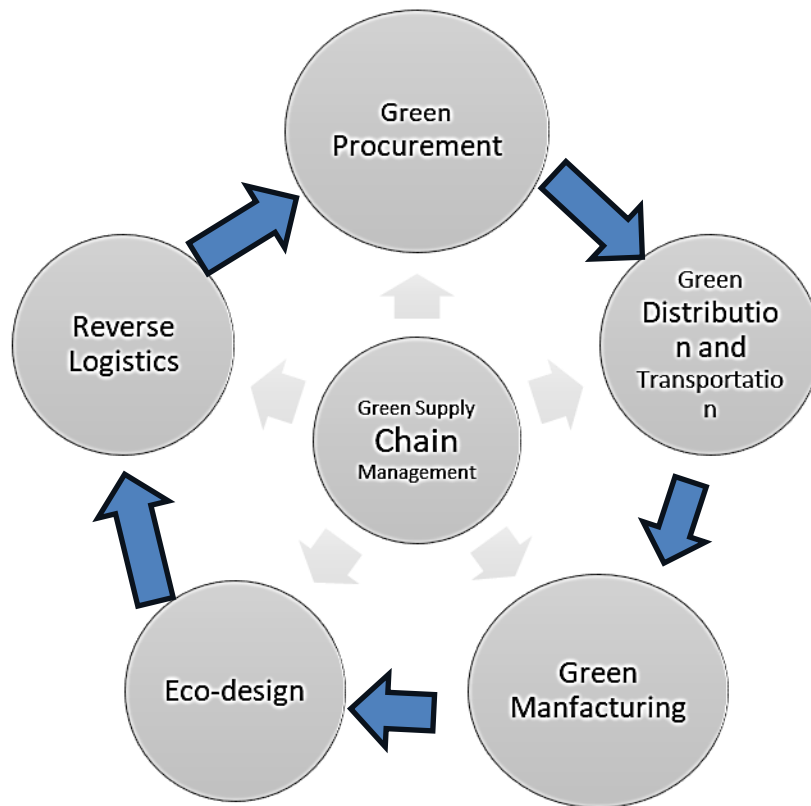 Green
Procurement
Green
Distributio
n and
Transportatio
n
Green
Manfacturing
Eco-design
Reverse
Logistics
Green Supply
Chain
Management